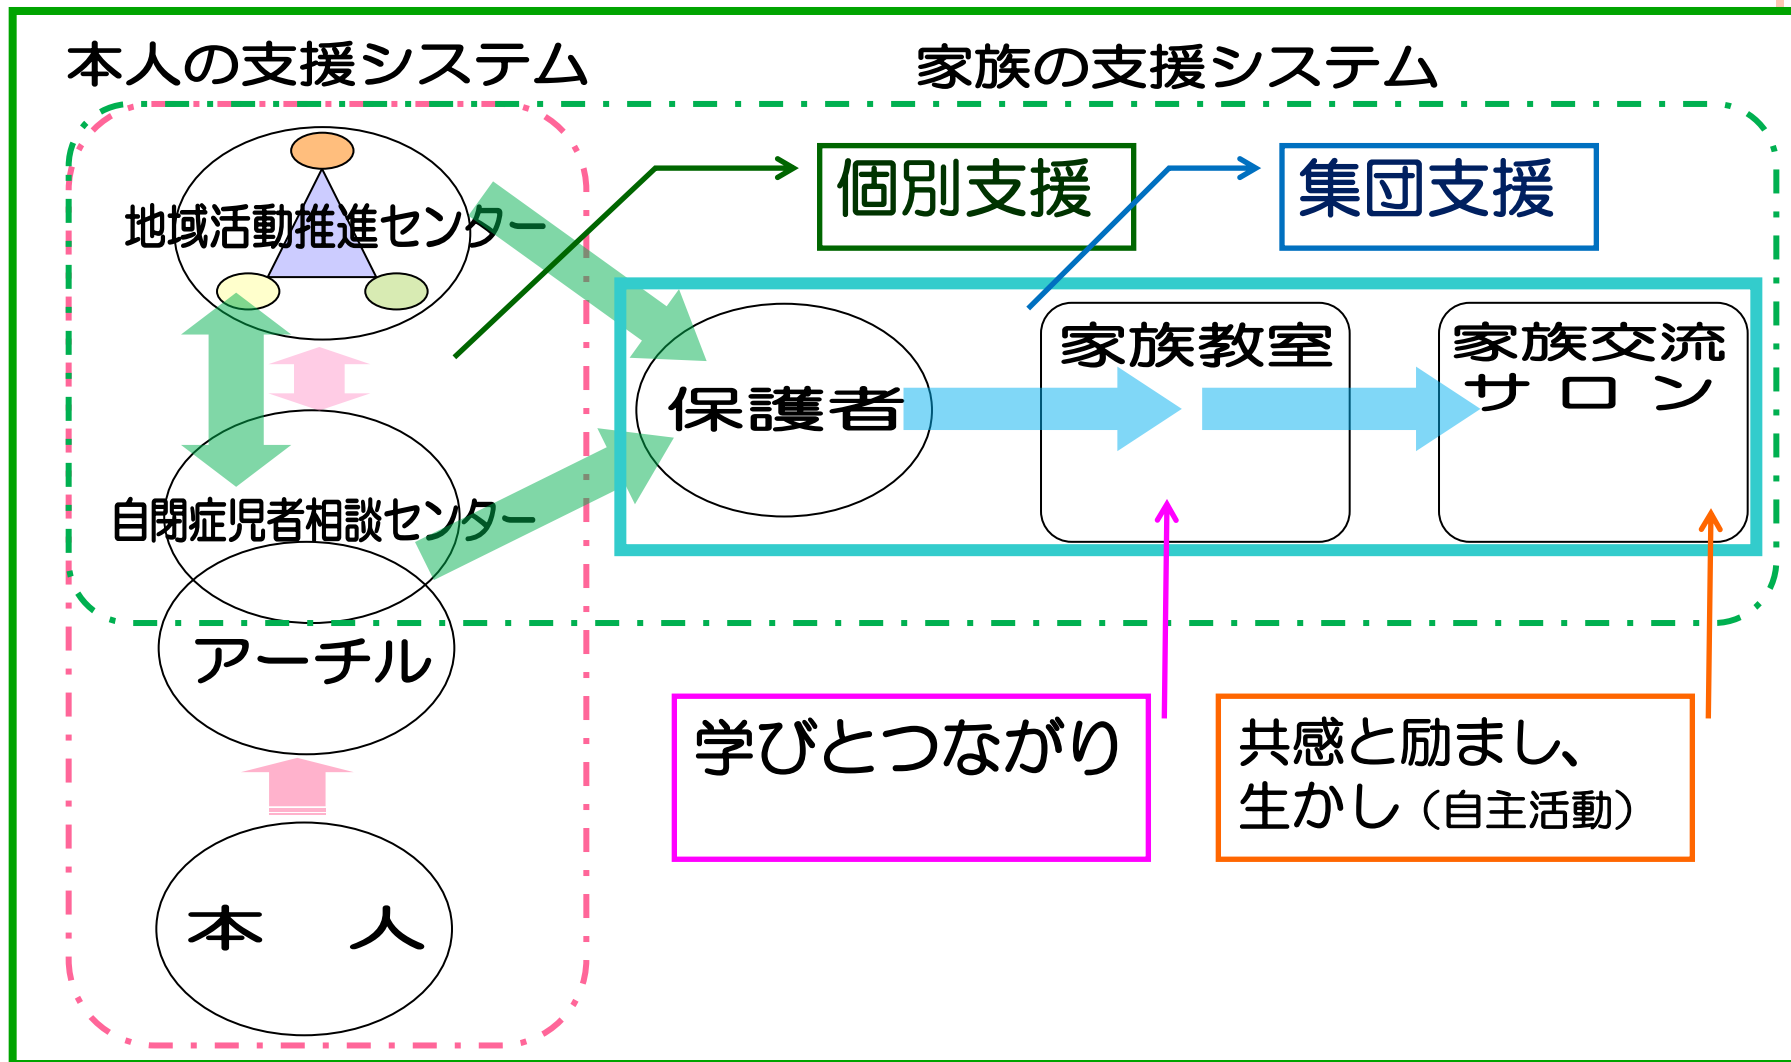 本人の支援システム
家族の支援システム
個別支援
集団支援
地域活動推進センター
家族教室
家族交流
サロン
保護者
自閉症児者相談センター
アーチル
学びとつながり
共感と励まし、
生かし（自主活動）
本　人